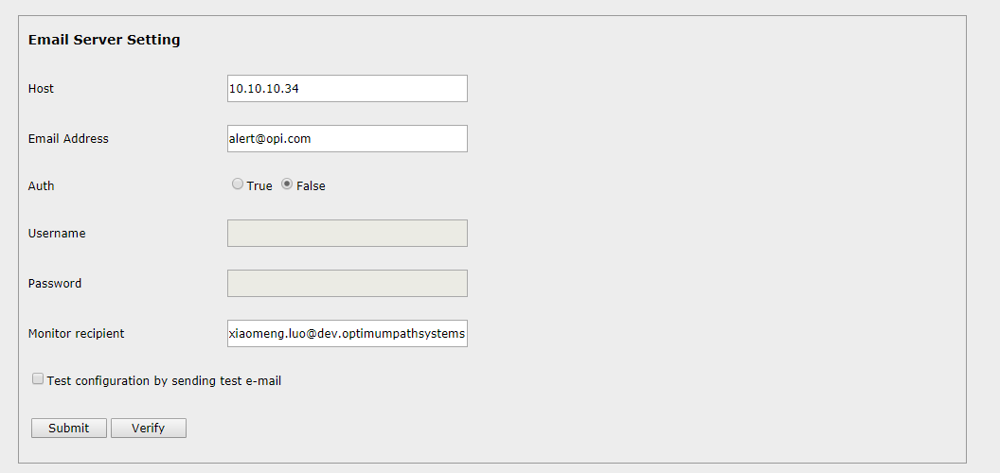 Email Server Setting
Host 10.10.10.34
Email Address alert@opi.com
Auth True False
Username
Password
Monitor recipient xiaomeng.luo@dev.optimumpathsystems
Test configuration by sending test e-mail
Submit Verify